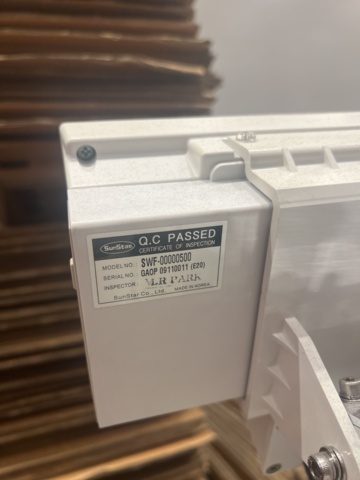 SunStar Q.C PASSED
CERTIFICATE OF INSPECTION
MODEL NO. : SWF-00000500
SERIAL NO. : GAOP 09110011 (E20)
INSPECTOR : M.R PARK
SunStar Co., Ltd. MADE IN KOREA